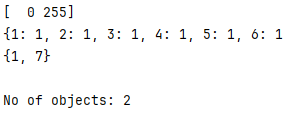 [  0 255]
{1: 1, 2: 1, 3: 1, 4: 1, 5: 1, 6: 1
{1, 7}
No of objects: 2